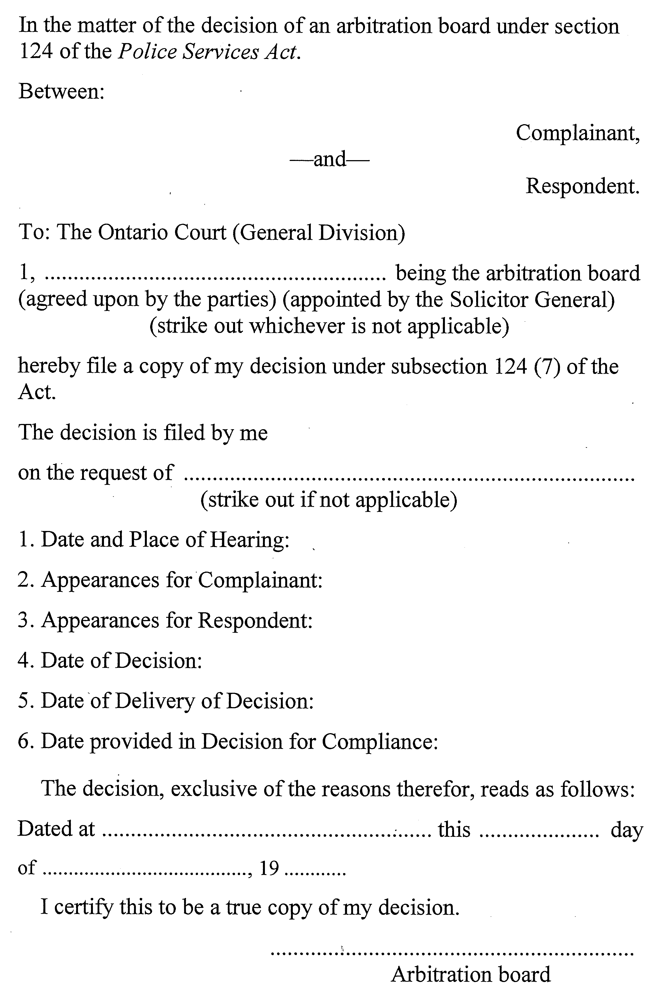 In the matter of the decision of an arbitration board under section
124 of the Police Services Act.
Between:
Complainant,
—and—
Respondent.
To: The Ontario Court (General Division)
1, ........................................................... being the arbitration board
(agreed upon by the parties) (appointed by the Solicitor General)
(strike out whichever is not applicable)
hereby file a copy of my decision under subsection 124 (7) of the
Act.
The decision is filed by me
on the request of ..............................................................................
(strike out if not applicable)
1. Date and Place of Hearing:
2. Appearances for Complainant:
3. Appearances for Respondent:
4. Date of Decision:
5. Date of Delivery of Decision:
6. Date provided in Decision for Compliance:
The decision, exclusive of the reasons therefor, reads as follows:
Dated at ......................................................... this ..................... day
of ..................................., 19 ...........
I certify this to be a true copy of my decision.
...............................................................
Arbitration board